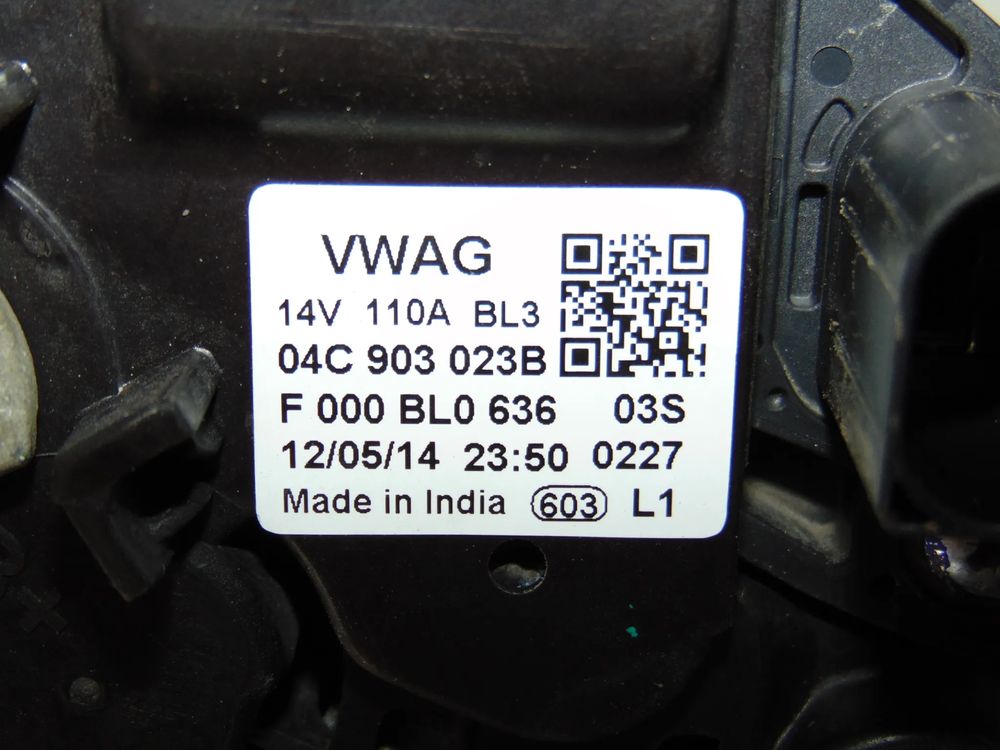 VWAG
14V 110A BL3
04C 903 023B
F 000 BL0 636 03S
12/05/14 23:50 0227
Made in India 603 L1